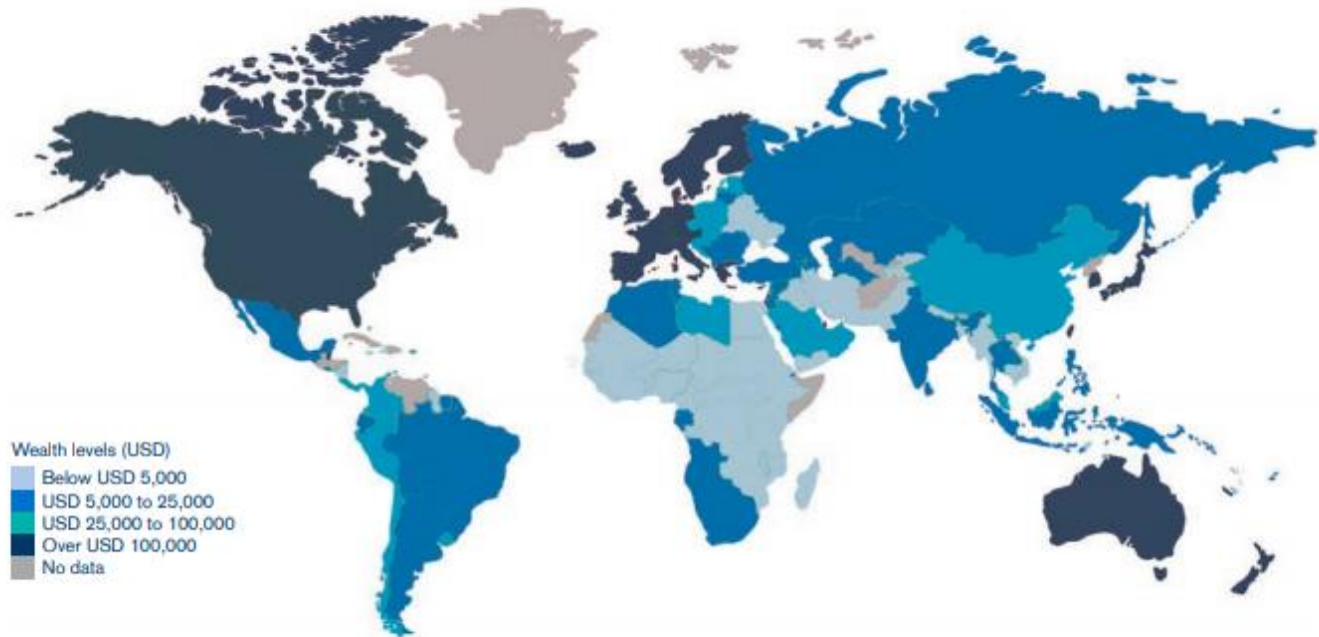 Wealth levels (USD)
Below USD 5,000
USD 5,000 to 25,000
USD 25,000 to 100,000
Over USD 100,000
No data